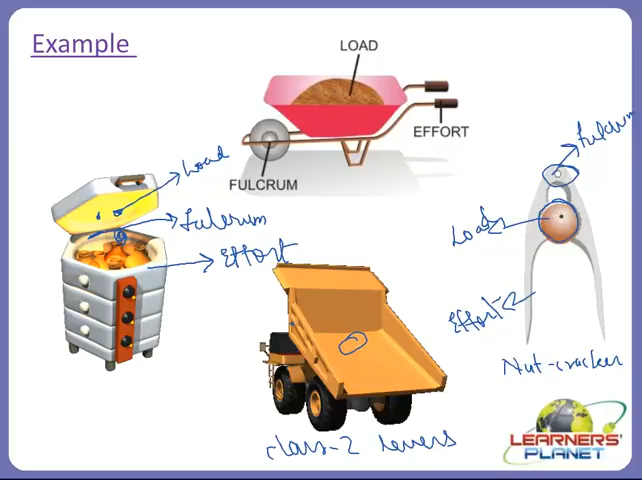 Example
LOAD
EFFORT
FULCRUM
Load
fulcrum
Effort
fulcrum
Load
Effort
Nut-cracker
class-2 levers
LEARNERS'
PLANET